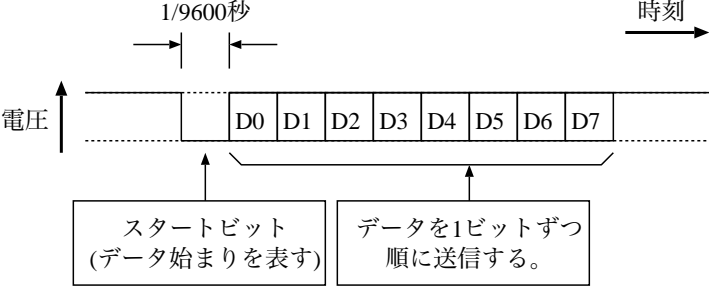 1/9600秒
時刻
電圧
D0 D1 D2 D3 D4 D5 D6 D7
スタートビット
(データ始まりを表す)
データを1ビットずつ
順に送信する。